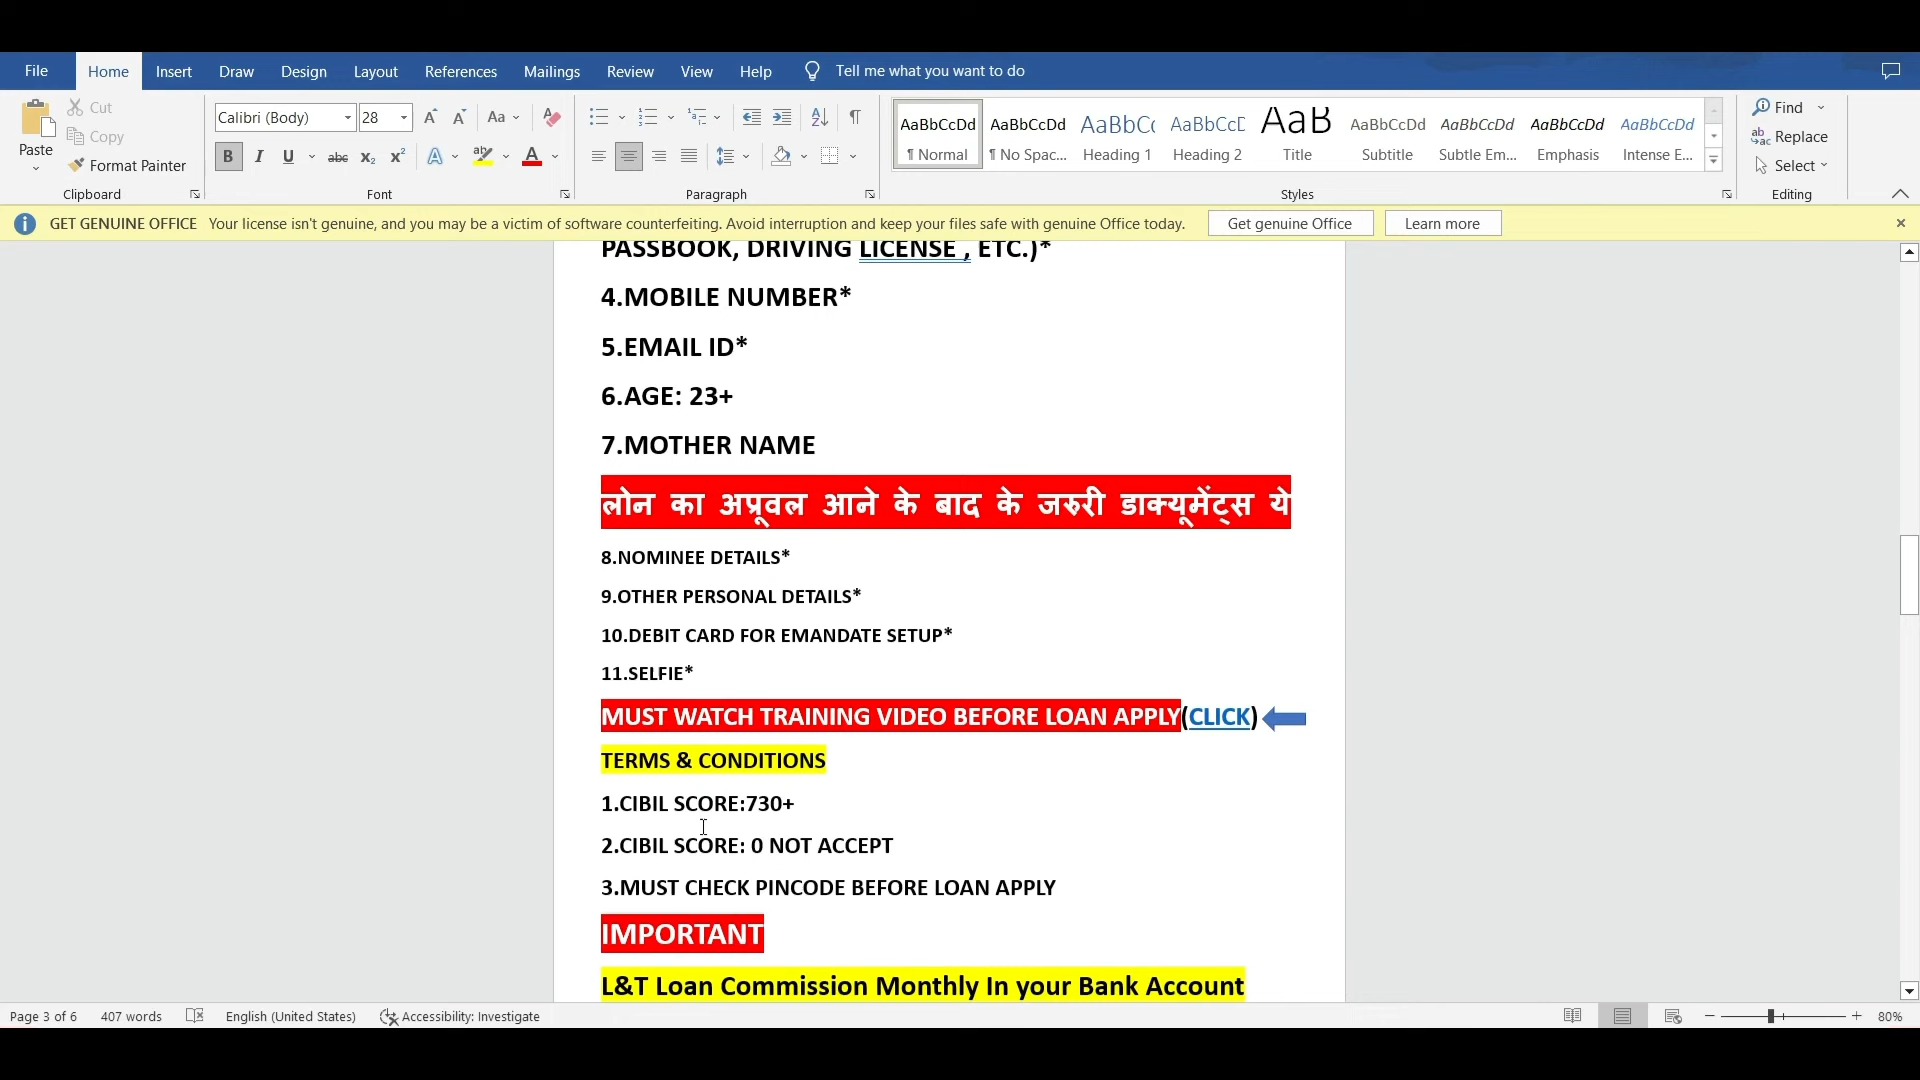 File Home Insert Draw Design Layout References Mailings Review View Help Tell me what you want to do
Paste
Cut
Copy
Format Painter
Clipboard
Calibri (Body) 28
Font
Paragraph
AaBbCcDd AaBbCcDd AaBbCc AaBbCcD AaB AaBbCcDd AaBbCcDd AaBbCcDd AaBbCcDd
¶ Normal ¶ No Spac... Heading 1 Heading 2 Title Subtitle Subtle Em... Emphasis Intense E...
Styles
Find
Replace
Select
Editing
GET GENUINE OFFICE Your license isn't genuine, and you may be a victim of software counterfeiting. Avoid interruption and keep your files safe with genuine Office today. Get genuine Office Learn more
PASSBOOK, DRIVING LICENSE , ETC.)*
4.MOBILE NUMBER*
5.EMAIL ID*
6.AGE: 23+
7.MOTHER NAME
लोन का अप्रूवल आने के बाद के जरुरी डाक्यूमेंट्स ये
8.NOMINEE DETAILS*
9.OTHER PERSONAL DETAILS*
10.DEBIT CARD FOR EMANDATE SETUP*
11.SELFIE*
MUST WATCH TRAINING VIDEO BEFORE LOAN APPLY(CLICK)
TERMS & CONDITIONS
1.CIBIL SCORE:730+
2.CIBIL SCORE: 0 NOT ACCEPT
3.MUST CHECK PINCODE BEFORE LOAN APPLY
IMPORTANT
L&T Loan Commission Monthly In your Bank Account
Page 3 of 6 407 words English (United States) Accessibility: Investigate 80%